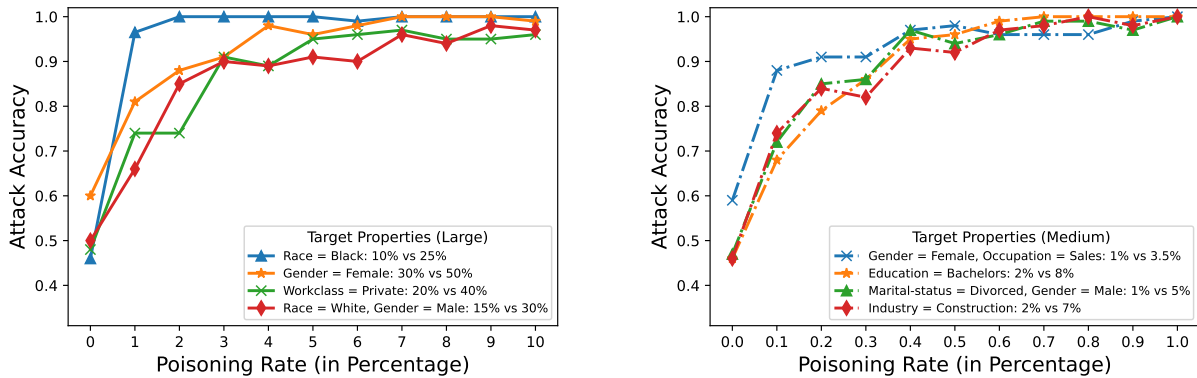 1.0
0.9
0.8
0.7
0.6
0.5
0.4
Attack Accuracy
Target Properties (Large)
Race = Black: 10% vs 25%
Gender = Female: 30% vs 50%
Workclass = Private: 20% vs 40%
Race = White, Gender = Male: 15% vs 30%
0 1 2 3 4 5 6 7 8 9 10
Poisoning Rate (in Percentage)
1.0
0.9
0.8
0.7
0.6
0.5
0.4
Attack Accuracy
Target Properties (Medium)
Gender = Female, Occupation = Sales: 1% vs 3.5%
Education = Bachelors: 2% vs 8%
Marital-status = Divorced, Gender = Male: 1% vs 5%
Industry = Construction: 2% vs 7%
0.0 0.1 0.2 0.3 0.4 0.5 0.6 0.7 0.8 0.9 1.0
Poisoning Rate (in Percentage)